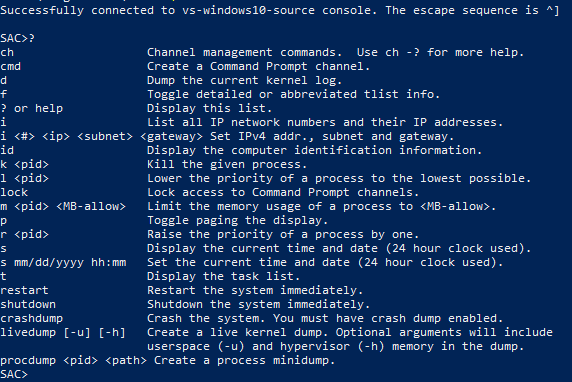 Successfully connected to vs-windows10-source console. The escape sequence is ^]
SAC>?
ch Channel management commands. Use ch -? for more help.
cmd Create a Command Prompt channel.
d Dump the current kernel log.
f Toggle detailed or abbreviated tlist info.
? or help Display this list.
i List all IP network numbers and their IP addresses.
i <#> <ip> <subnet> <gateway> Set IPv4 addr., subnet and gateway.
id Display the computer identification information.
k <pid> Kill the given process.
l <pid> Lower the priority of a process to the lowest possible.
lock Lock access to Command Prompt channels.
m <pid> <MB-allow> Limit the memory usage of a process to <MB-allow>.
p Toggle paging the display.
r <pid> Raise the priority of a process by one.
s Display the current time and date (24 hour clock used).
s mm/dd/yyyy hh:mm Set the current time and date (24 hour clock used).
t Display the task list.
restart Restart the system immediately.
shutdown Shutdown the system immediately.
crashdump Crash the system. You must have crash dump enabled.
livedump [-u] [-h] Create a live kernel dump. Optional arguments will include
userspace (-u) and hypervisor (-h) memory in the dump.
procdump <pid> <path> Create a process minidump.
SAC>